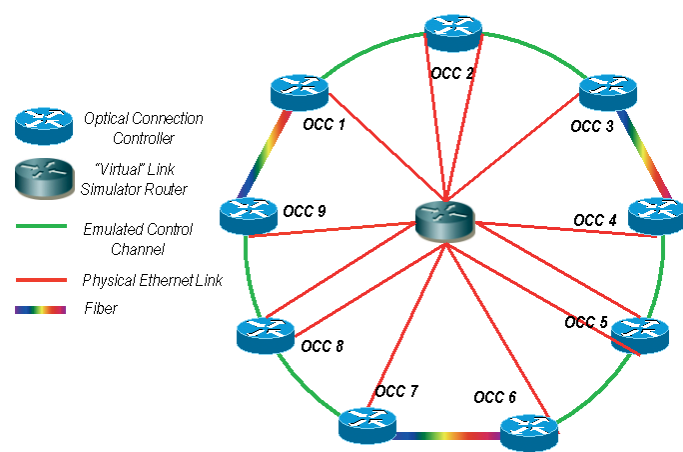 OCC 2
OCC 1
OCC 3
Optical Connection
Controller
"Virtual" Link
Simulator Router
OCC 9
OCC 4
Emulated Control
Channel
Physical Ethernet Link
Fiber
OCC 5
OCC 8
OCC 7
OCC 6